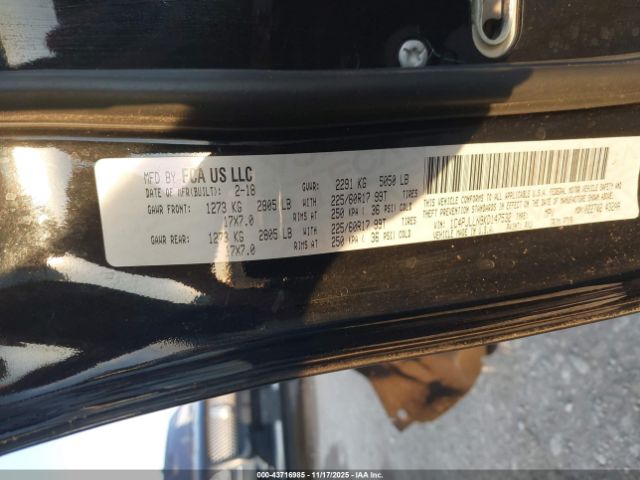 MFD BY FCA US LLC
DATE OF MFR(BUILT): 2-18
GAWR FRONT: 1273 KG 2805 LB
17X7.0
GAWR REAR: 1273 KG 2805 LB
17X7.0
GVWR: 2291 KG 5050 LB
WITH 225/60R17 99T TIRES
RIMS AT 250 KPA ( 36 PSI) COLD
WITH 225/60R17 99T TIRES
RIMS AT 250 KPA ( 36 PSI) COLD
THIS VEHICLE CONFORMS TO ALL APPLICABLE U.S.A. FEDERAL MOTOR VEHICLE SAFETY AND
THEFT PREVENTION STANDARDS IN EFFECT ON THE DATE OF MANUFACTURE SHOWN ABOVE.
VIN:
VEHICLE MADE IN
000-43716985 - 11/17/2025 - IAA Inc.